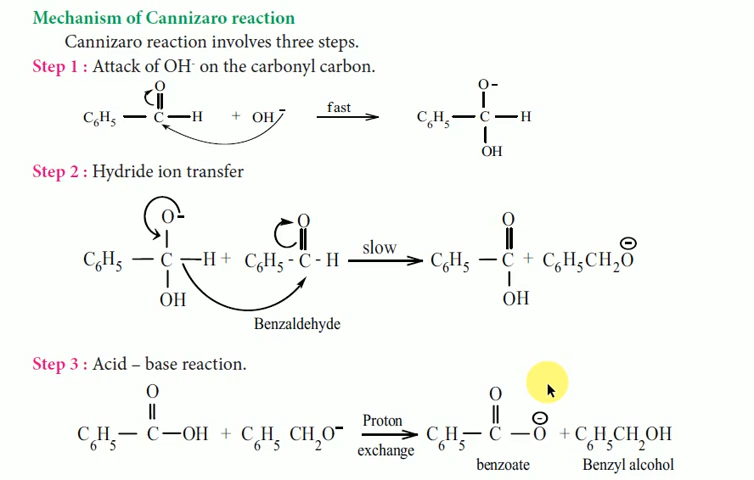 Mechanism of Cannizaro reaction
Cannizaro reaction involves three steps.
Step 1 : Attack of OH⁻ on the carbonyl carbon.
O O-
C₆H₅ — C — H + OH⁻ fast C₆H₅ — C — H
OH
Step 2 : Hydride ion transfer
O- O O
C₆H₅ — C — H + C₆H₅ - C - H slow C₆H₅ — C + C₆H₅CH₂O⊖
OH OH
Benzaldehyde
Step 3 : Acid – base reaction.
O O
C₆H₅ — C — OH + C₆H₅ CH₂O⁻ Proton exchange C₆H₅ — C — O⊖ + C₆H₅CH₂OH
benzoate Benzyl alcohol